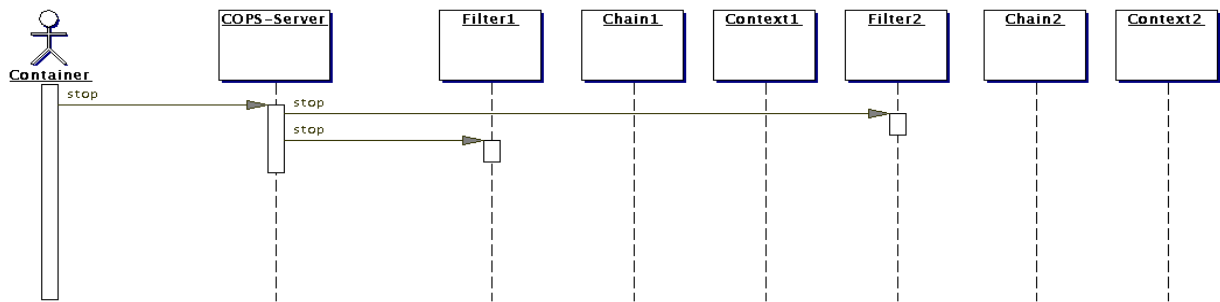 COPS-Server
Filter1
Chain1
Context1
Filter2
Chain2
Context2
Container
stop
stop
stop